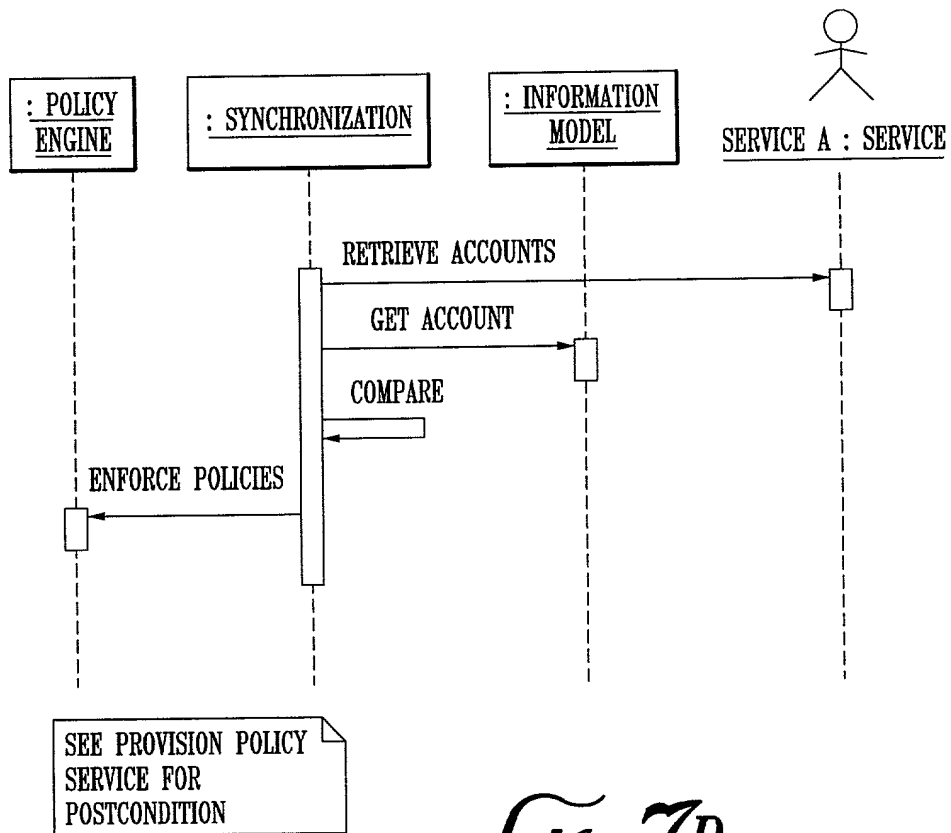 : POLICY
ENGINE
: SYNCHRONIZATION
: INFORMATION
MODEL
SERVICE A : SERVICE
RETRIEVE ACCOUNTS
GET ACCOUNT
COMPARE
ENFORCE POLICIES
SEE PROVISION POLICY
SERVICE FOR
POSTCONDITION